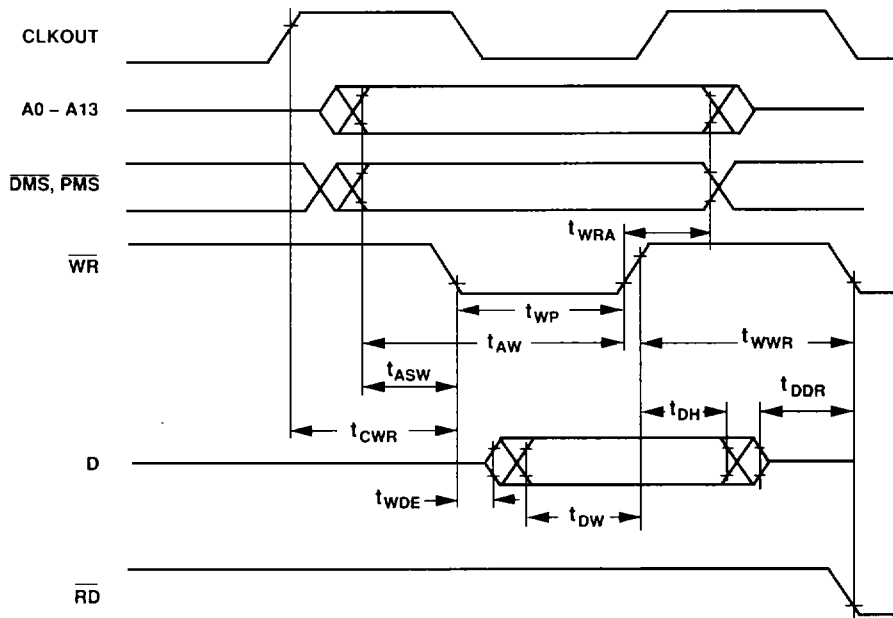 CLKOUT
A0 – A13
DMS, PMS
tWRA
WR
tWP
tAW
tWWR
tASW
tDDR
tDH
tCWR
D
tWDE
tDW
RD